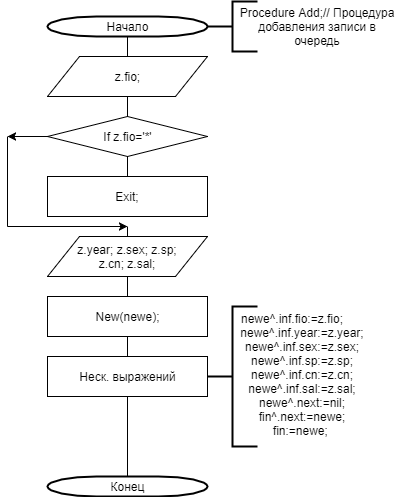 Начало
Procedure Add;// Процедура
добавления записи в
очередь
z.fio;
If z.fio='*'
Exit;
z.year; z.sex; z.sp;
z.cn; z.sal;
New(newe);
Неск. выражений
newe^.inf.fio:=z.fio;
newe^.inf.year:=z.year;
newe^.inf.sex:=z.sex;
newe^.inf.sp:=z.sp;
newe^.inf.cn:=z.cn;
newe^.inf.sal:=z.sal;
newe^.next:=nil;
fin^.next:=newe;
fin:=newe;
Конец